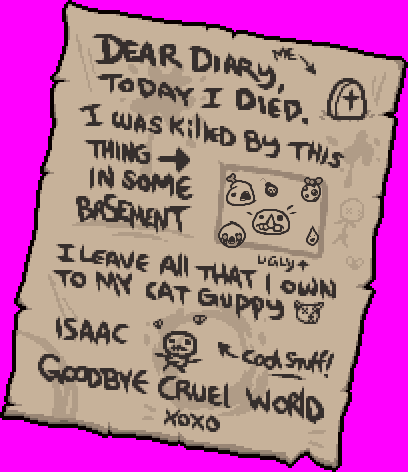 ME
DEAR DIARY,
TODAY I DIED.
I WAS KillED BY THIS
THING
IN SOME
BASEMENT
UGLY
I LEAVE All THAT I OWN
TO MY CAT GUPPY
ISAAC
COOL STUFF!
GOODBYE CRUEL WORLD
XOXO